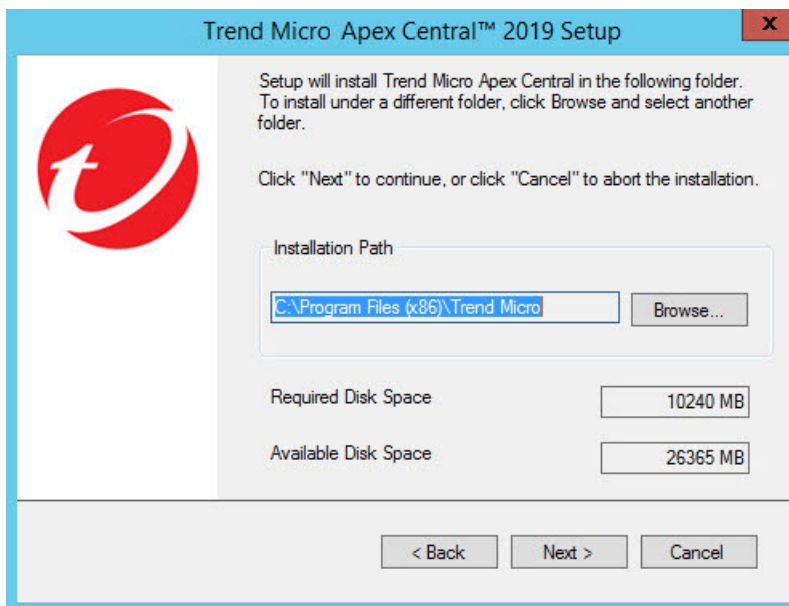 Trend Micro Apex Central™ 2019 Setup
x
Setup will install Trend Micro Apex Central in the following folder.
To install under a different folder, click Browse and select another
folder.
Click "Next" to continue, or click "Cancel" to abort the installation.
Installation Path
C:\Program Files (x86)\Trend Micro
Browse...
Required Disk Space
10240 MB
Available Disk Space
26365 MB
< Back
Next >
Cancel